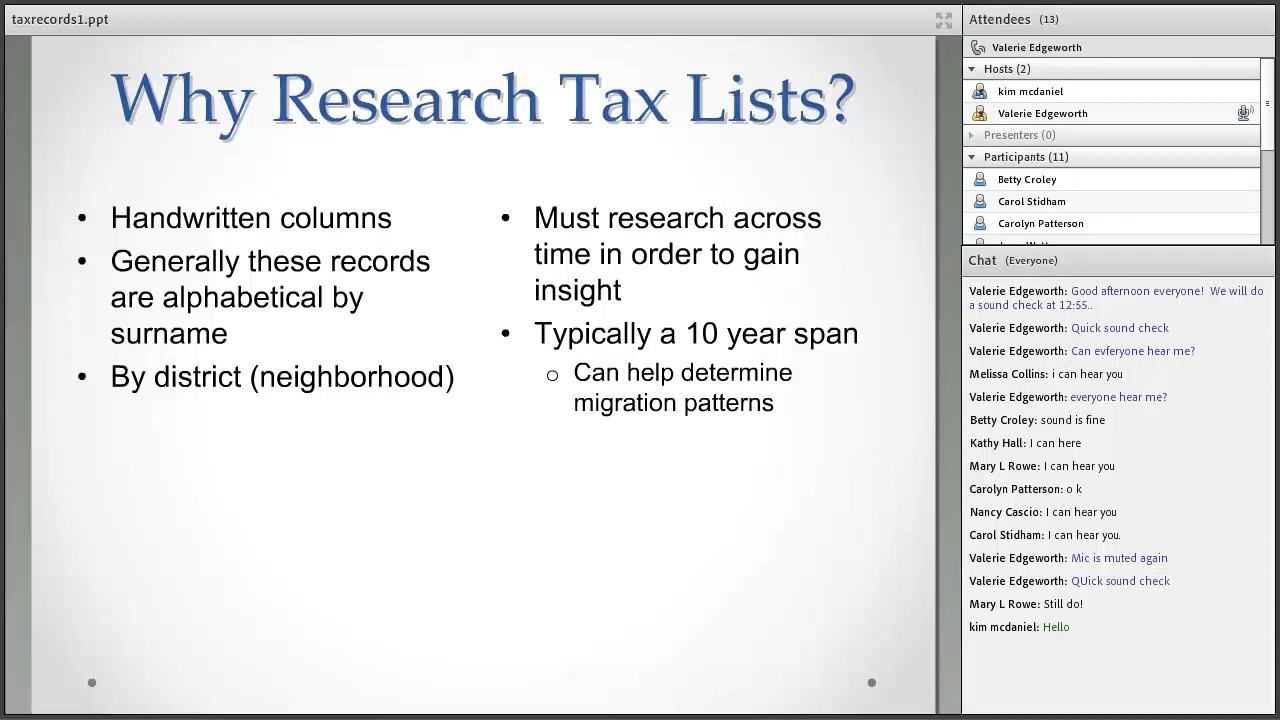 taxrecords1.ppt
Why Research Tax Lists?
• Handwritten columns
• Generally these records
are alphabetical by
surname
• By district (neighborhood)
• Must research across
time in order to gain
insight
• Typically a 10 year span
o Can help determine
migration patterns
Attendees (13)
Valerie Edgeworth
Hosts (2)
kim mcdaniel
Valerie Edgeworth
Presenters (0)
Participants (11)
Betty Croley
Carol Stidham
Carolyn Patterson
Chat (Everyone)
Valerie Edgeworth: Good afternoon everyone! We will do
a sound check at 12:55..
Valerie Edgeworth: Quick sound check
Valerie Edgeworth: Can evferyone hear me?
Melissa Collins: i can hear you
Valerie Edgeworth: everyone hear me?
Betty Croley: sound is fine
Kathy Hall: I can here
Mary L Rowe: I can hear you
Carolyn Patterson: o k
Nancy Cascio: I can hear you
Carol Stidham: I can hear you.
Valerie Edgeworth: Mic is muted again
Valerie Edgeworth: QUick sound check
Mary L Rowe: Still do!
kim mcdaniel: Hello